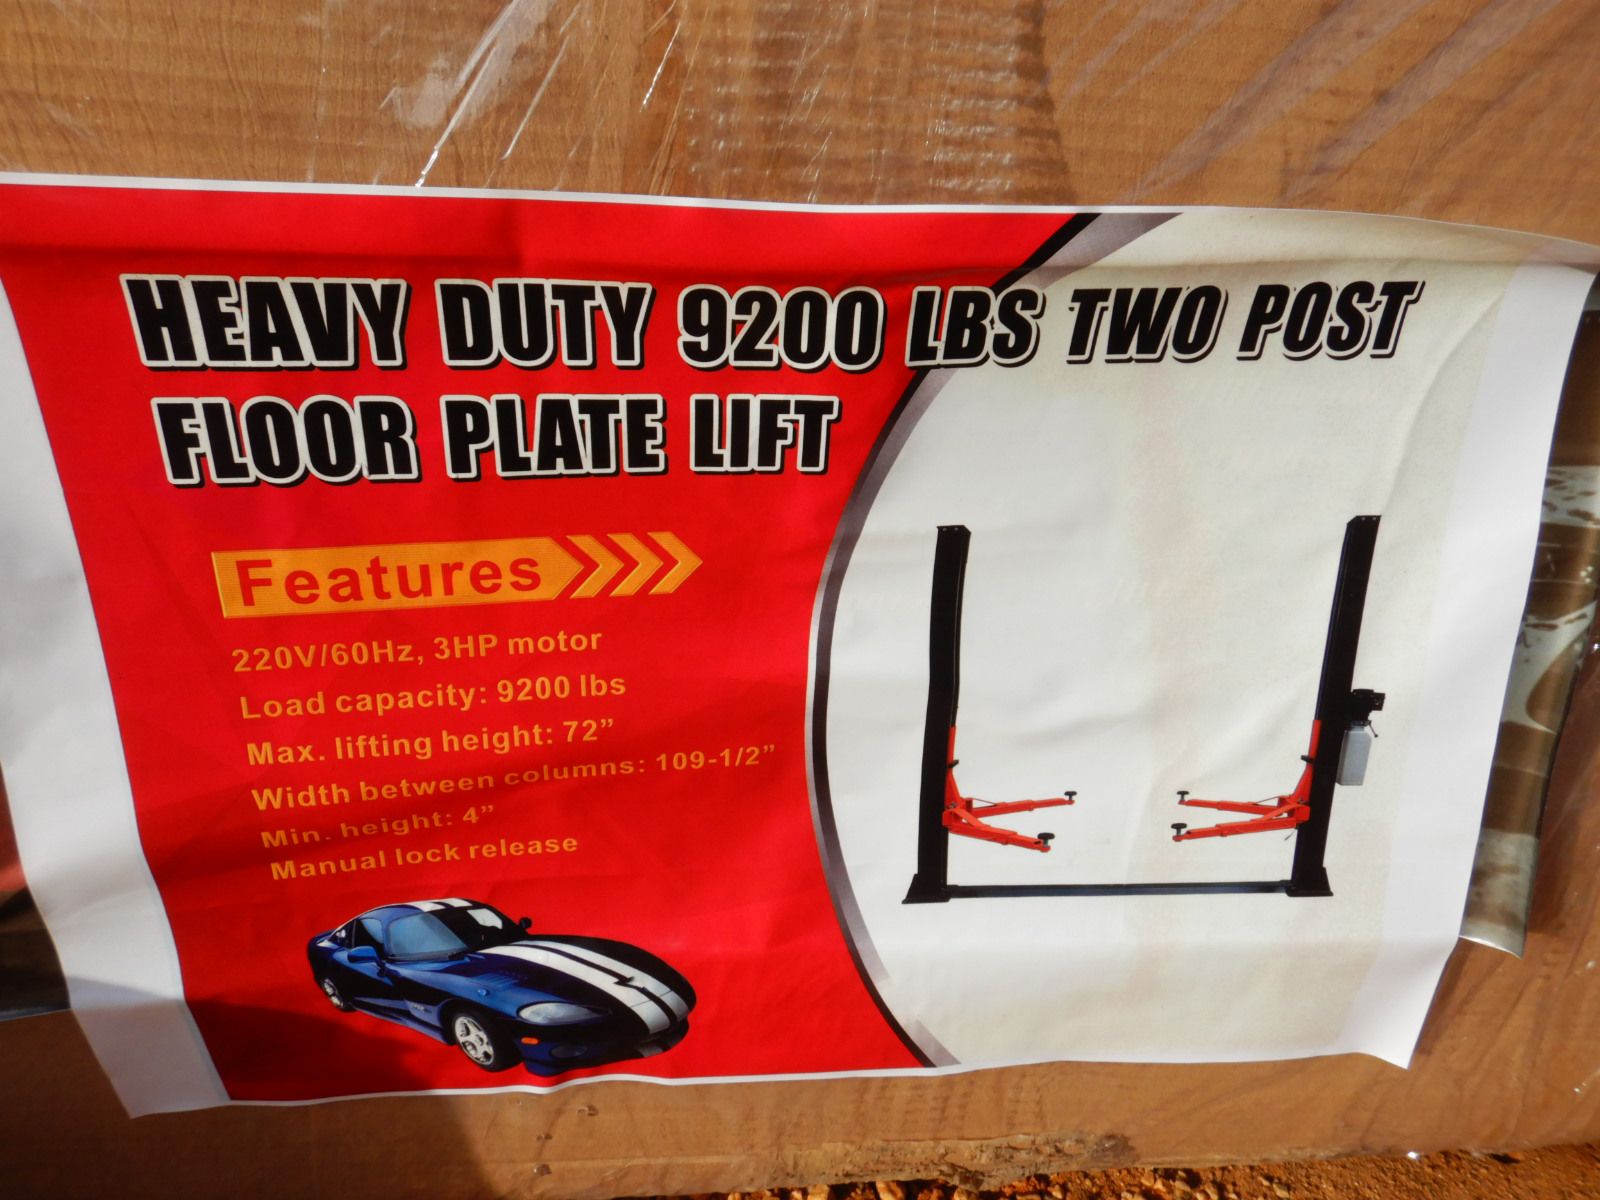 HEAVY DUTY 9200 LBS TWO POST
FLOOR PLATE LIFT
Features
220V/60Hz, 3HP motor
Load capacity: 9200 lbs
Max. lifting height: 72”
Width between columns: 109-1/2”
Min. height: 4”
Manual lock release